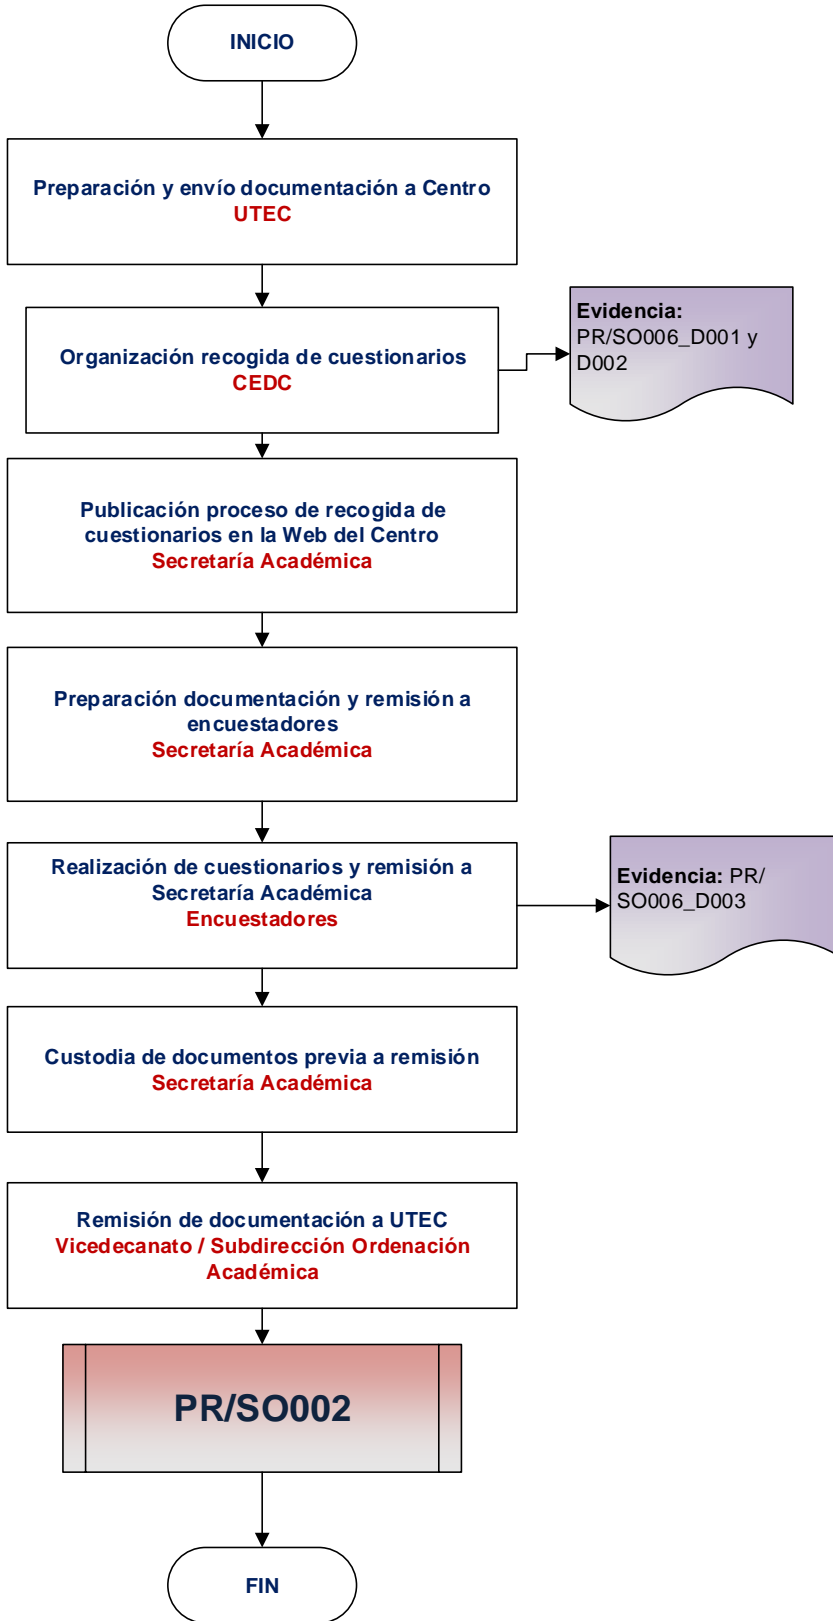 INICIO
Preparación y envío documentación a Centro
UTEC
Organización recogida de cuestionarios
CEDC
Evidencia:
PR/SO006_D001 y
D002
Publicación proceso de recogida de
cuestionarios en la Web del Centro
Secretaría Académica
Preparación documentación y remisión a
encuestadores
Secretaría Académica
Realización de cuestionarios y remisión a
Secretaría Académica
Encuestadores
Evidencia: PR/
SO006_D003
Custodia de documentos previa a remisión
Secretaría Académica
Remisión de documentación a UTEC
Vicedecanato / Subdirección Ordenación
Académica
PR/SO002
FIN